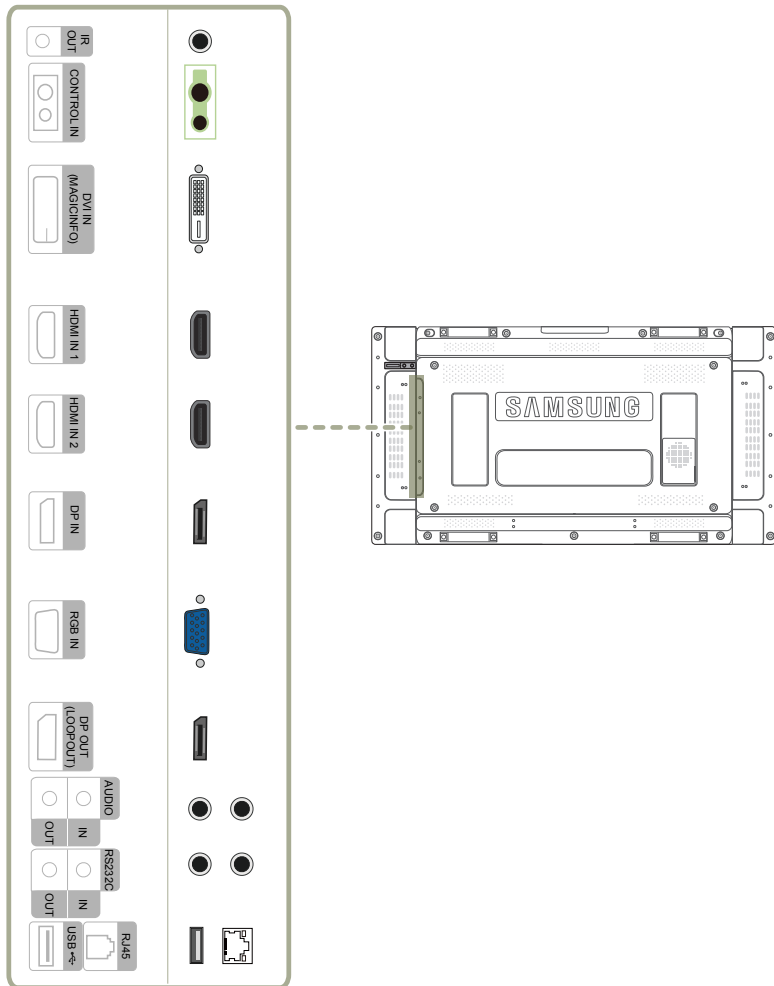 IR
OUT
CONTROL IN
DVI IN
(MAGICINFO)
HDMI IN 1
HDMI IN 2
DP IN
RGB IN
DP OUT
(LOOPOUT)
AUDIO
IN
OUT
RS232C
IN
OUT
RJ45
USB
SAMSUNG